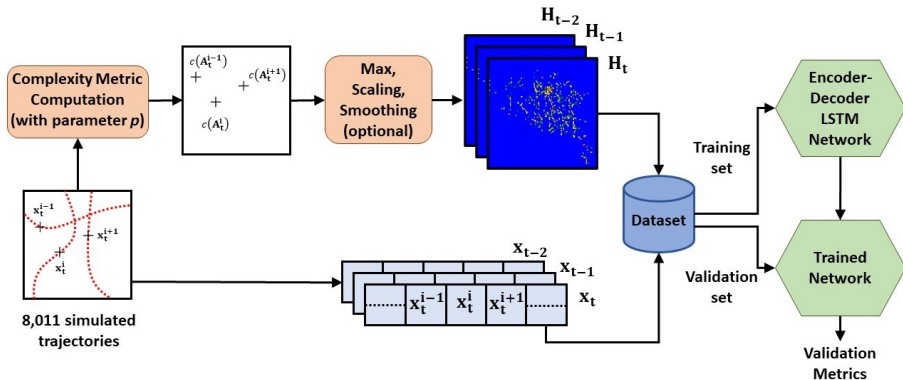 Complexity Metric
Computation
(with parameter p)
c(A_t^{i-1})
c(A_t^{i+1})
c(A_t^i)
Max,
Scaling,
Smoothing
(optional)
H_{t-2}
H_{t-1}
H_t
Training
set
Encoder-
Decoder
LSTM
Network
x_t^{i-1}
x_t^{i+1}
x_t^i
8,011 simulated
trajectories
x_{t-2}
x_{t-1}
x_t
x_t^{i-1} x_t^i x_t^{i+1}
Dataset
Validation
set
Trained
Network
Validation
Metrics